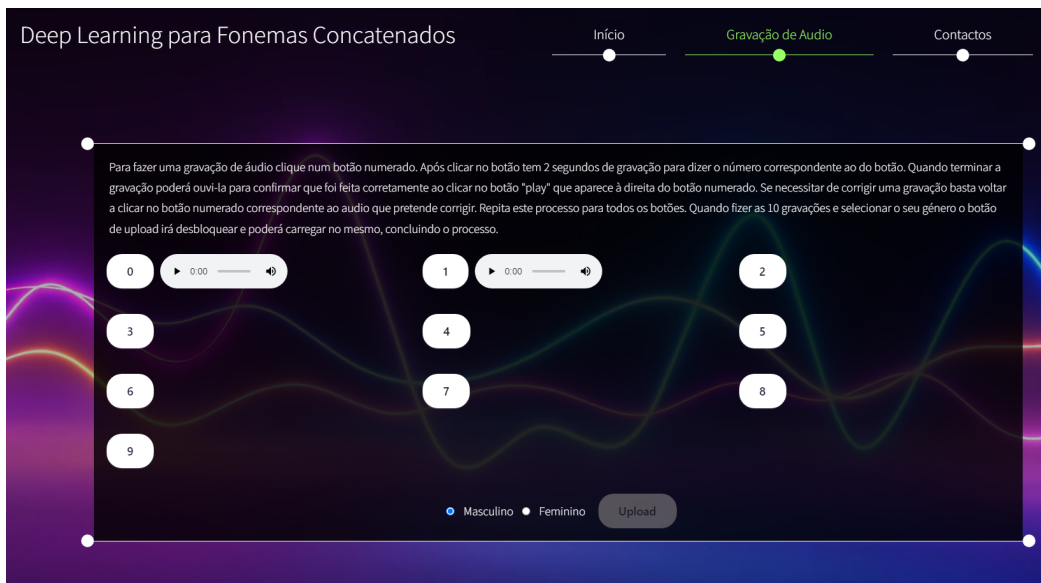 Deep Learning para Fonemas Concatenados
Início
Gravação de Audio
Contactos
Para fazer uma gravação de áudio clique num botão numerado. Após clicar no botão tem 2 segundos de gravação para dizer o número correspondente ao do botão. Quando terminar a
gravação poderá ouvi-la para confirmar que foi feita corretamente ao clicar no botão "play" que aparece à direita do botão numerado. Se necessitar de corrigir uma gravação basta voltar
a clicar no botão numerado correspondente ao audio que pretende corrigir. Repita este processo para todos os botões. Quando fizer as 10 gravações e selecionar o seu género o botão
de upload irá desbloquear e poderá carregar no mesmo, concluindo o processo.
0 0:00 1 0:00 2
3 4 5
6 7 8
9
Masculino Feminino Upload